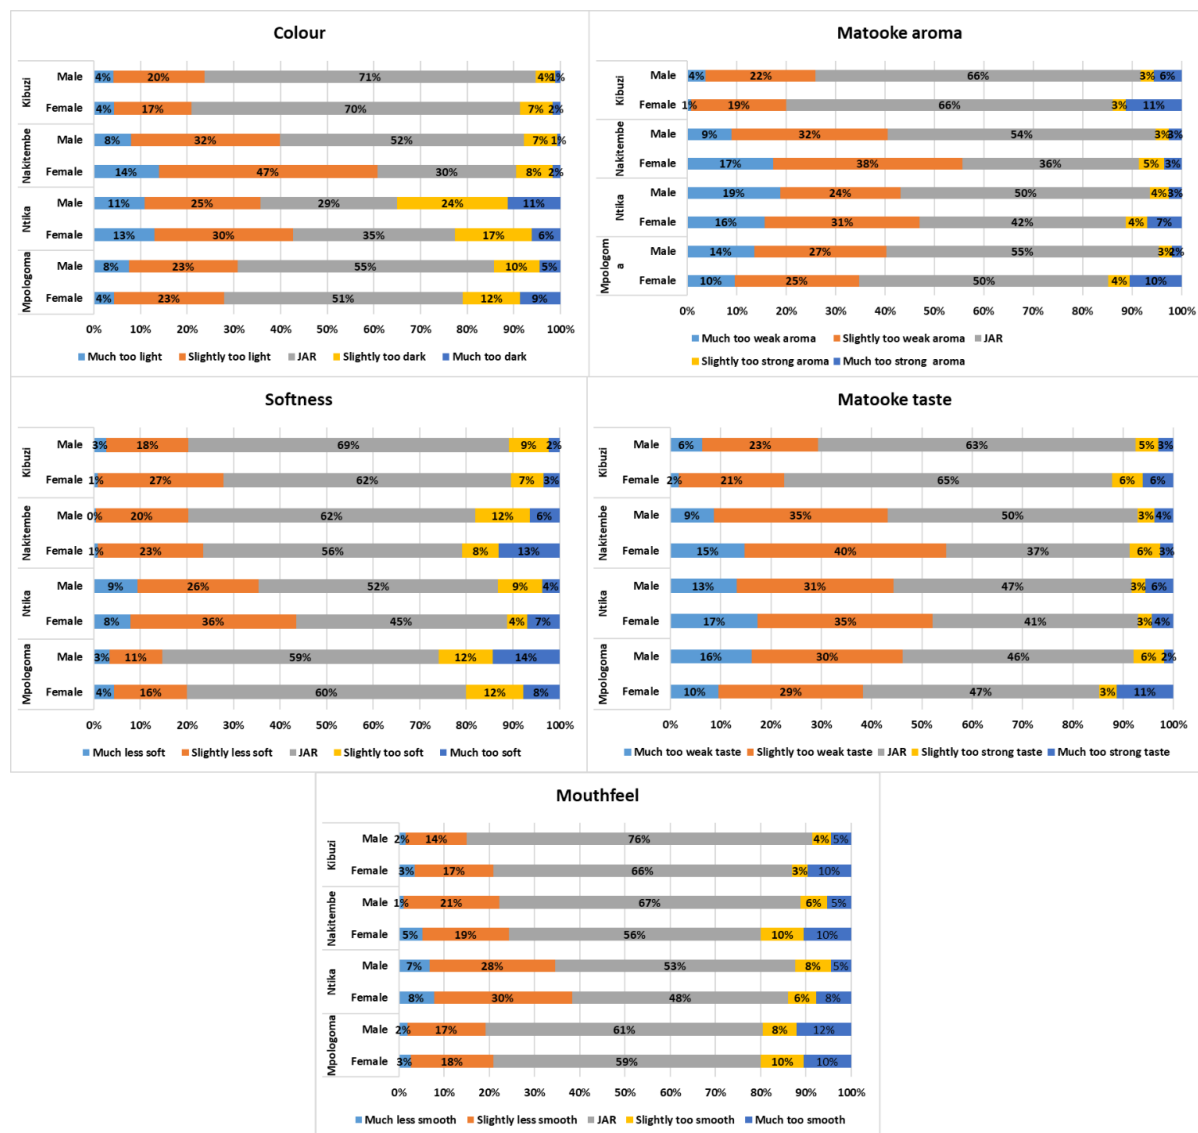 Colour
Kibuzi
Male 4% 20% 71% 4% 1%
Female 4% 17% 70% 7% 2%
Nakitembe
Male 8% 32% 52% 7% 1%
Female 14% 47% 30% 8% 2%
Ntika
Male 11% 25% 29% 24% 11%
Female 13% 30% 35% 17% 6%
Mpologoma
Male 8% 23% 55% 10% 5%
Female 4% 23% 51% 12% 9%
0% 10% 20% 30% 40% 50% 60% 70% 80% 90% 100%
Much too light Slightly too light JAR Slightly too dark Much too dark
Matooke aroma
Kibuzi
Male 4% 22% 66% 3% 6%
Female 1% 19% 66% 3% 11%
Nakitembe
Male 9% 32% 54% 3% 3%
Female 17% 38% 36% 5% 3%
Ntika
Male 19% 24% 50% 4% 3%
Female 16% 31% 42% 4% 7%
Mpologom
a
Male 14% 27% 55% 3% 2%
Female 10% 25% 50% 4% 10%
0% 10% 20% 30% 40% 50% 60% 70% 80% 90% 100%
Much too weak aroma Slightly too weak aroma JAR
Slightly too strong aroma Much too strong aroma
Softness
Kibuzi
Male 3% 18% 69% 9% 2%
Female 1% 27% 62% 7% 3%
Nakitembe
Male 0% 20% 62% 12% 6%
Female 1% 23% 56% 8% 13%
Ntika
Male 9% 26% 52% 9% 4%
Female 8% 36% 45% 4% 7%
Mpologoma
Male 3% 11% 59% 12% 14%
Female 4% 16% 60% 12% 8%
0% 10% 20% 30% 40% 50% 60% 70% 80% 90% 100%
Much less soft Slightly less soft JAR Slightly too soft Much too soft
Matooke taste
Kibuzi
Male 6% 23% 63% 5% 3%
Female 2% 21% 65% 6% 6%
Nakitembe
Male 9% 35% 50% 3% 4%
Female 15% 40% 37% 6% 3%
Ntika
Male 13% 31% 47% 3% 6%
Female 17% 35% 41% 3% 4%
Mpologoma
Male 16% 30% 46% 6% 2%
Female 10% 29% 47% 3% 11%
0% 10% 20% 30% 40% 50% 60% 70% 80% 90% 100%
Much too weak taste Slightly too weak taste JAR Slightly too strong taste Much too strong taste
Mouthfeel
Kibuzi
Male 2% 14% 76% 4% 5%
Female 3% 17% 66% 3% 10%
Nakitembe
Male 1% 21% 67% 6% 5%
Female 5% 19% 56% 10% 10%
Ntika
Male 7% 28% 53% 8% 5%
Female 8% 30% 48% 6% 8%
Mpologoma
Male 2% 17% 61% 8% 12%
Female 3% 18% 59% 10% 10%
0% 10% 20% 30% 40% 50% 60% 70% 80% 90% 100%
Much less smooth Slightly less smooth JAR Slightly too smooth Much too smooth